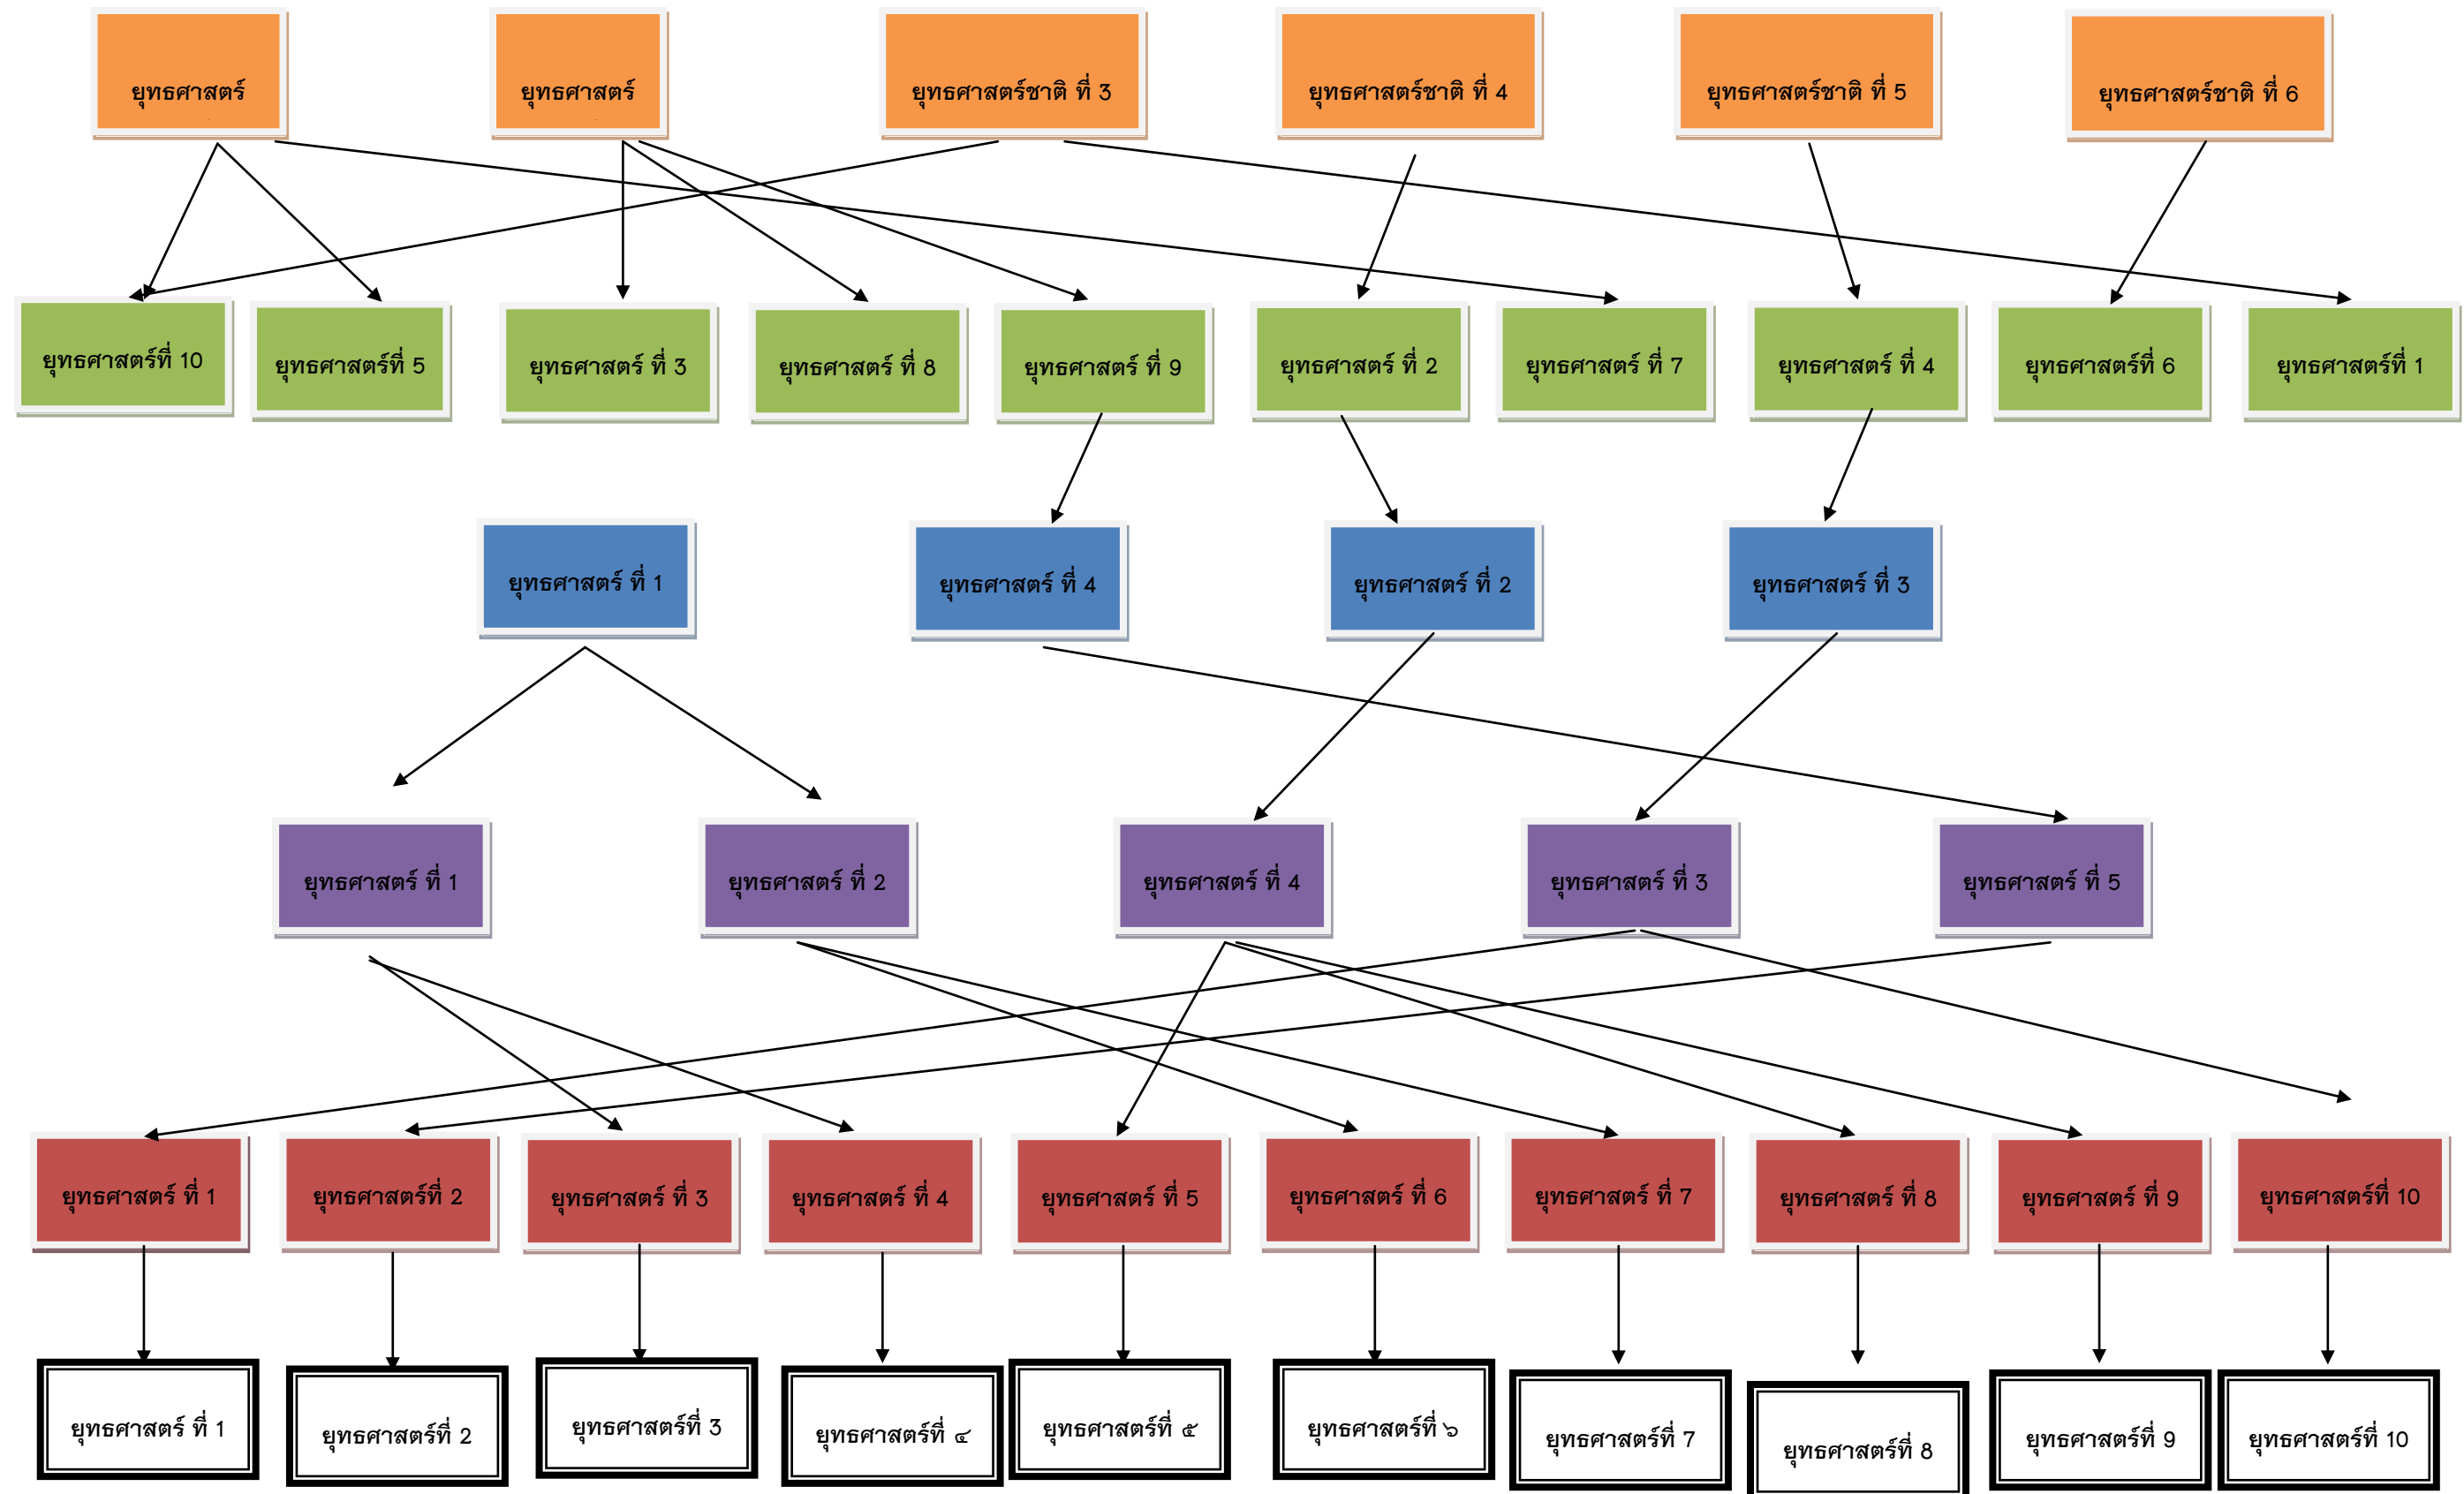 ยุทธศาสตร์
ยุทธศาสตร์
ยุทธศาสตร์ชาติ ที่ 3
ยุทธศาสตร์ชาติ ที่ 4
ยุทธศาสตร์ชาติ ที่ 5
ยุทธศาสตร์ชาติ ที่ 6
ยุทธศาสตร์ที่ 10
ยุทธศาสตร์ที่ 5
ยุทธศาสตร์ ที่ 3
ยุทธศาสตร์ ที่ 8
ยุทธศาสตร์ ที่ 9
ยุทธศาสตร์ ที่ 2
ยุทธศาสตร์ ที่ 7
ยุทธศาสตร์ ที่ 4
ยุทธศาสตร์ที่ 6
ยุทธศาสตร์ที่ 1
ยุทธศาสตร์ ที่ 1
ยุทธศาสตร์ ที่ 4
ยุทธศาสตร์ ที่ 2
ยุทธศาสตร์ ที่ 3
ยุทธศาสตร์ ที่ 1
ยุทธศาสตร์ ที่ 2
ยุทธศาสตร์ ที่ 4
ยุทธศาสตร์ ที่ 3
ยุทธศาสตร์ ที่ 5
ยุทธศาสตร์ ที่ 1
ยุทธศาสตร์ที่ 2
ยุทธศาสตร์ ที่ 3
ยุทธศาสตร์ ที่ 4
ยุทธศาสตร์ ที่ 5
ยุทธศาสตร์ ที่ 6
ยุทธศาสตร์ ที่ 7
ยุทธศาสตร์ ที่ 8
ยุทธศาสตร์ ที่ 9
ยุทธศาสตร์ที่ 10
ยุทธศาสตร์ ที่ 1
ยุทธศาสตร์ที่ 2
ยุทธศาสตร์ที่ 3
ยุทธศาสตร์ที่ ๔
ยุทธศาสตร์ที่ ๕
ยุทธศาสตร์ที่ ๖
ยุทธศาสตร์ที่ 7
ยุทธศาสตร์ที่ 8
ยุทธศาสตร์ที่ 9
ยุทธศาสตร์ที่ 10